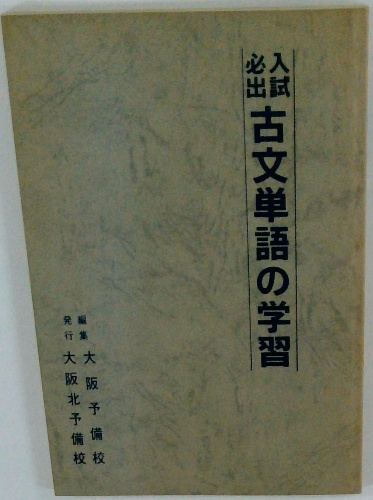 入試
必出
古文単語の学習
編集 大阪予備校
発行 大阪北予備校